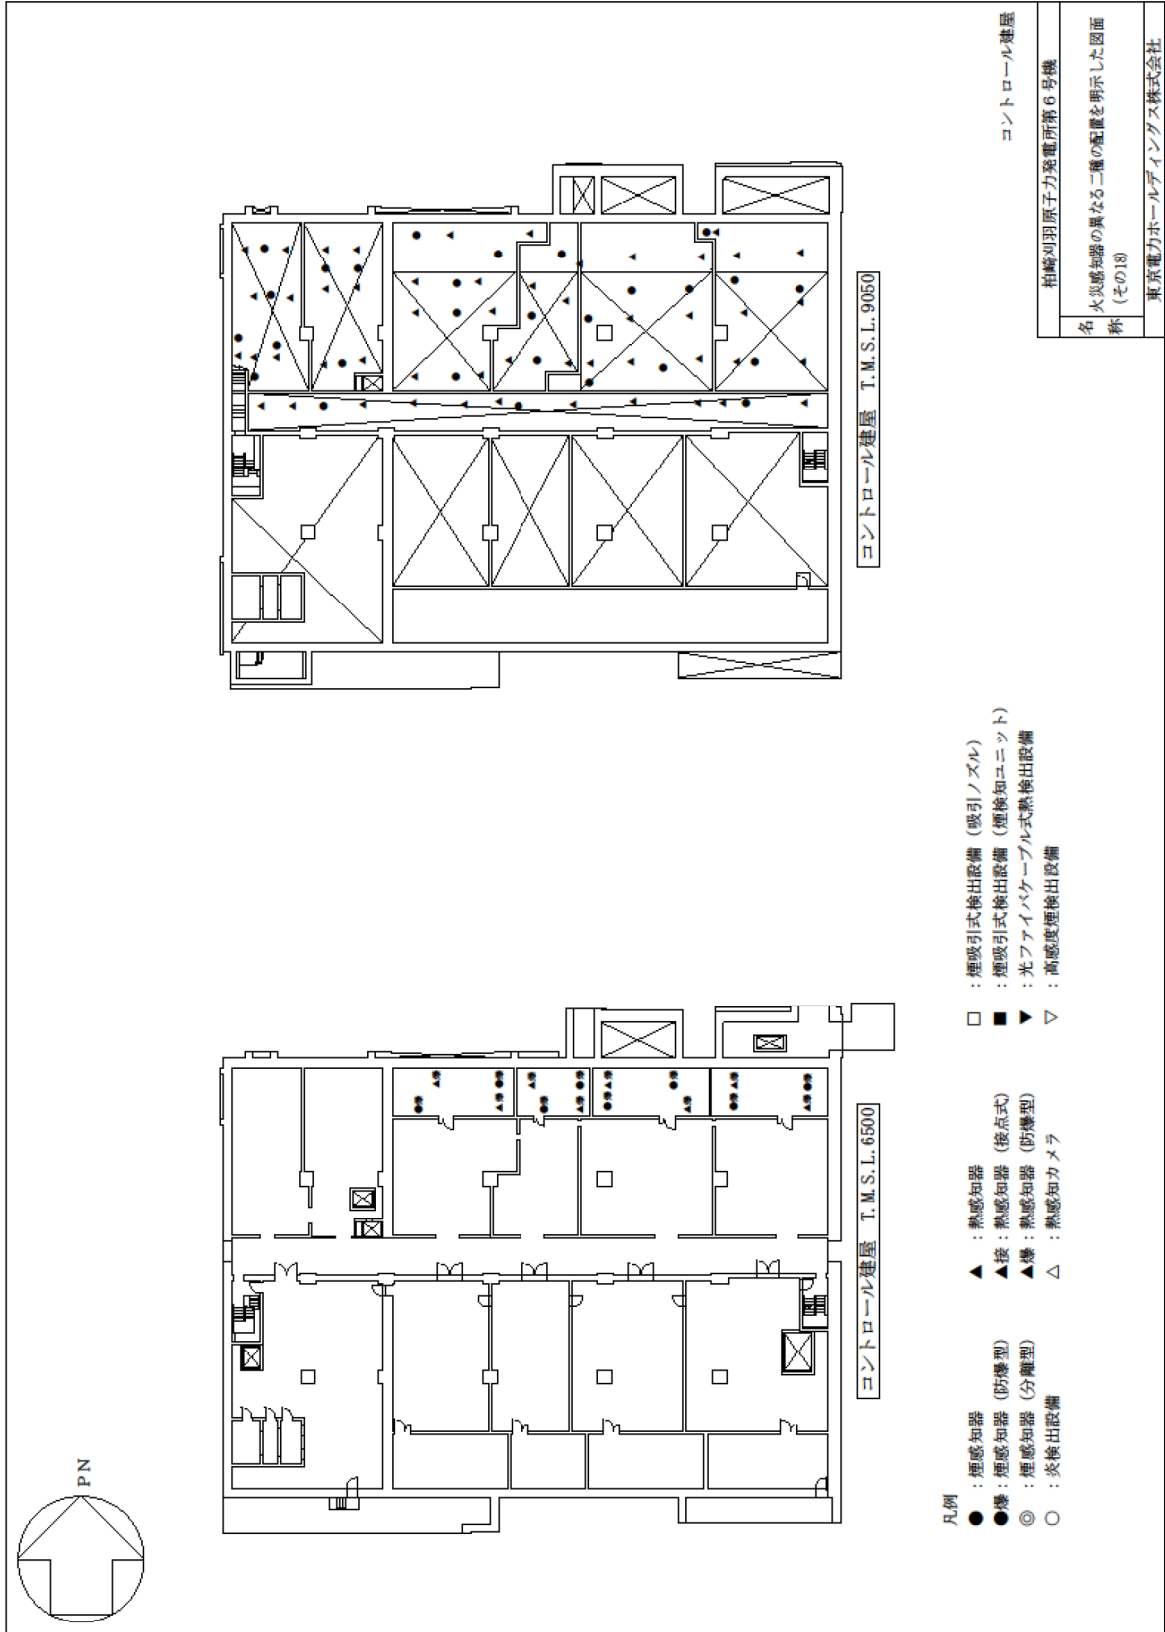 PN
コントロール建屋 T.M.S.L.6500
コントロール建屋 T.M.S.L.9050
凡例
● ：煙感知器
●爆：煙感知器（防爆型）
◎ ：煙感知器（分離型）
○ ：炎検出設備
▲ ：熱感知器
▲接：熱感知器（接点式）
▲爆：熱感知器（防爆型）
△ ：熱感知カメラ
□ ：煙吸引式検出設備（吸引ノズル）
■ ：煙吸引式検出設備（煙検知ユニット）
▼ ：光ファイバケーブル式熱検出設備
▽ ：高感度煙検出設備
コントロール建屋
柏崎刈羽原子力発電所第6号機
名称
火災感知器の異なる二種の配置を明示した図面
(その18)
東京電力ホールディングス株式会社